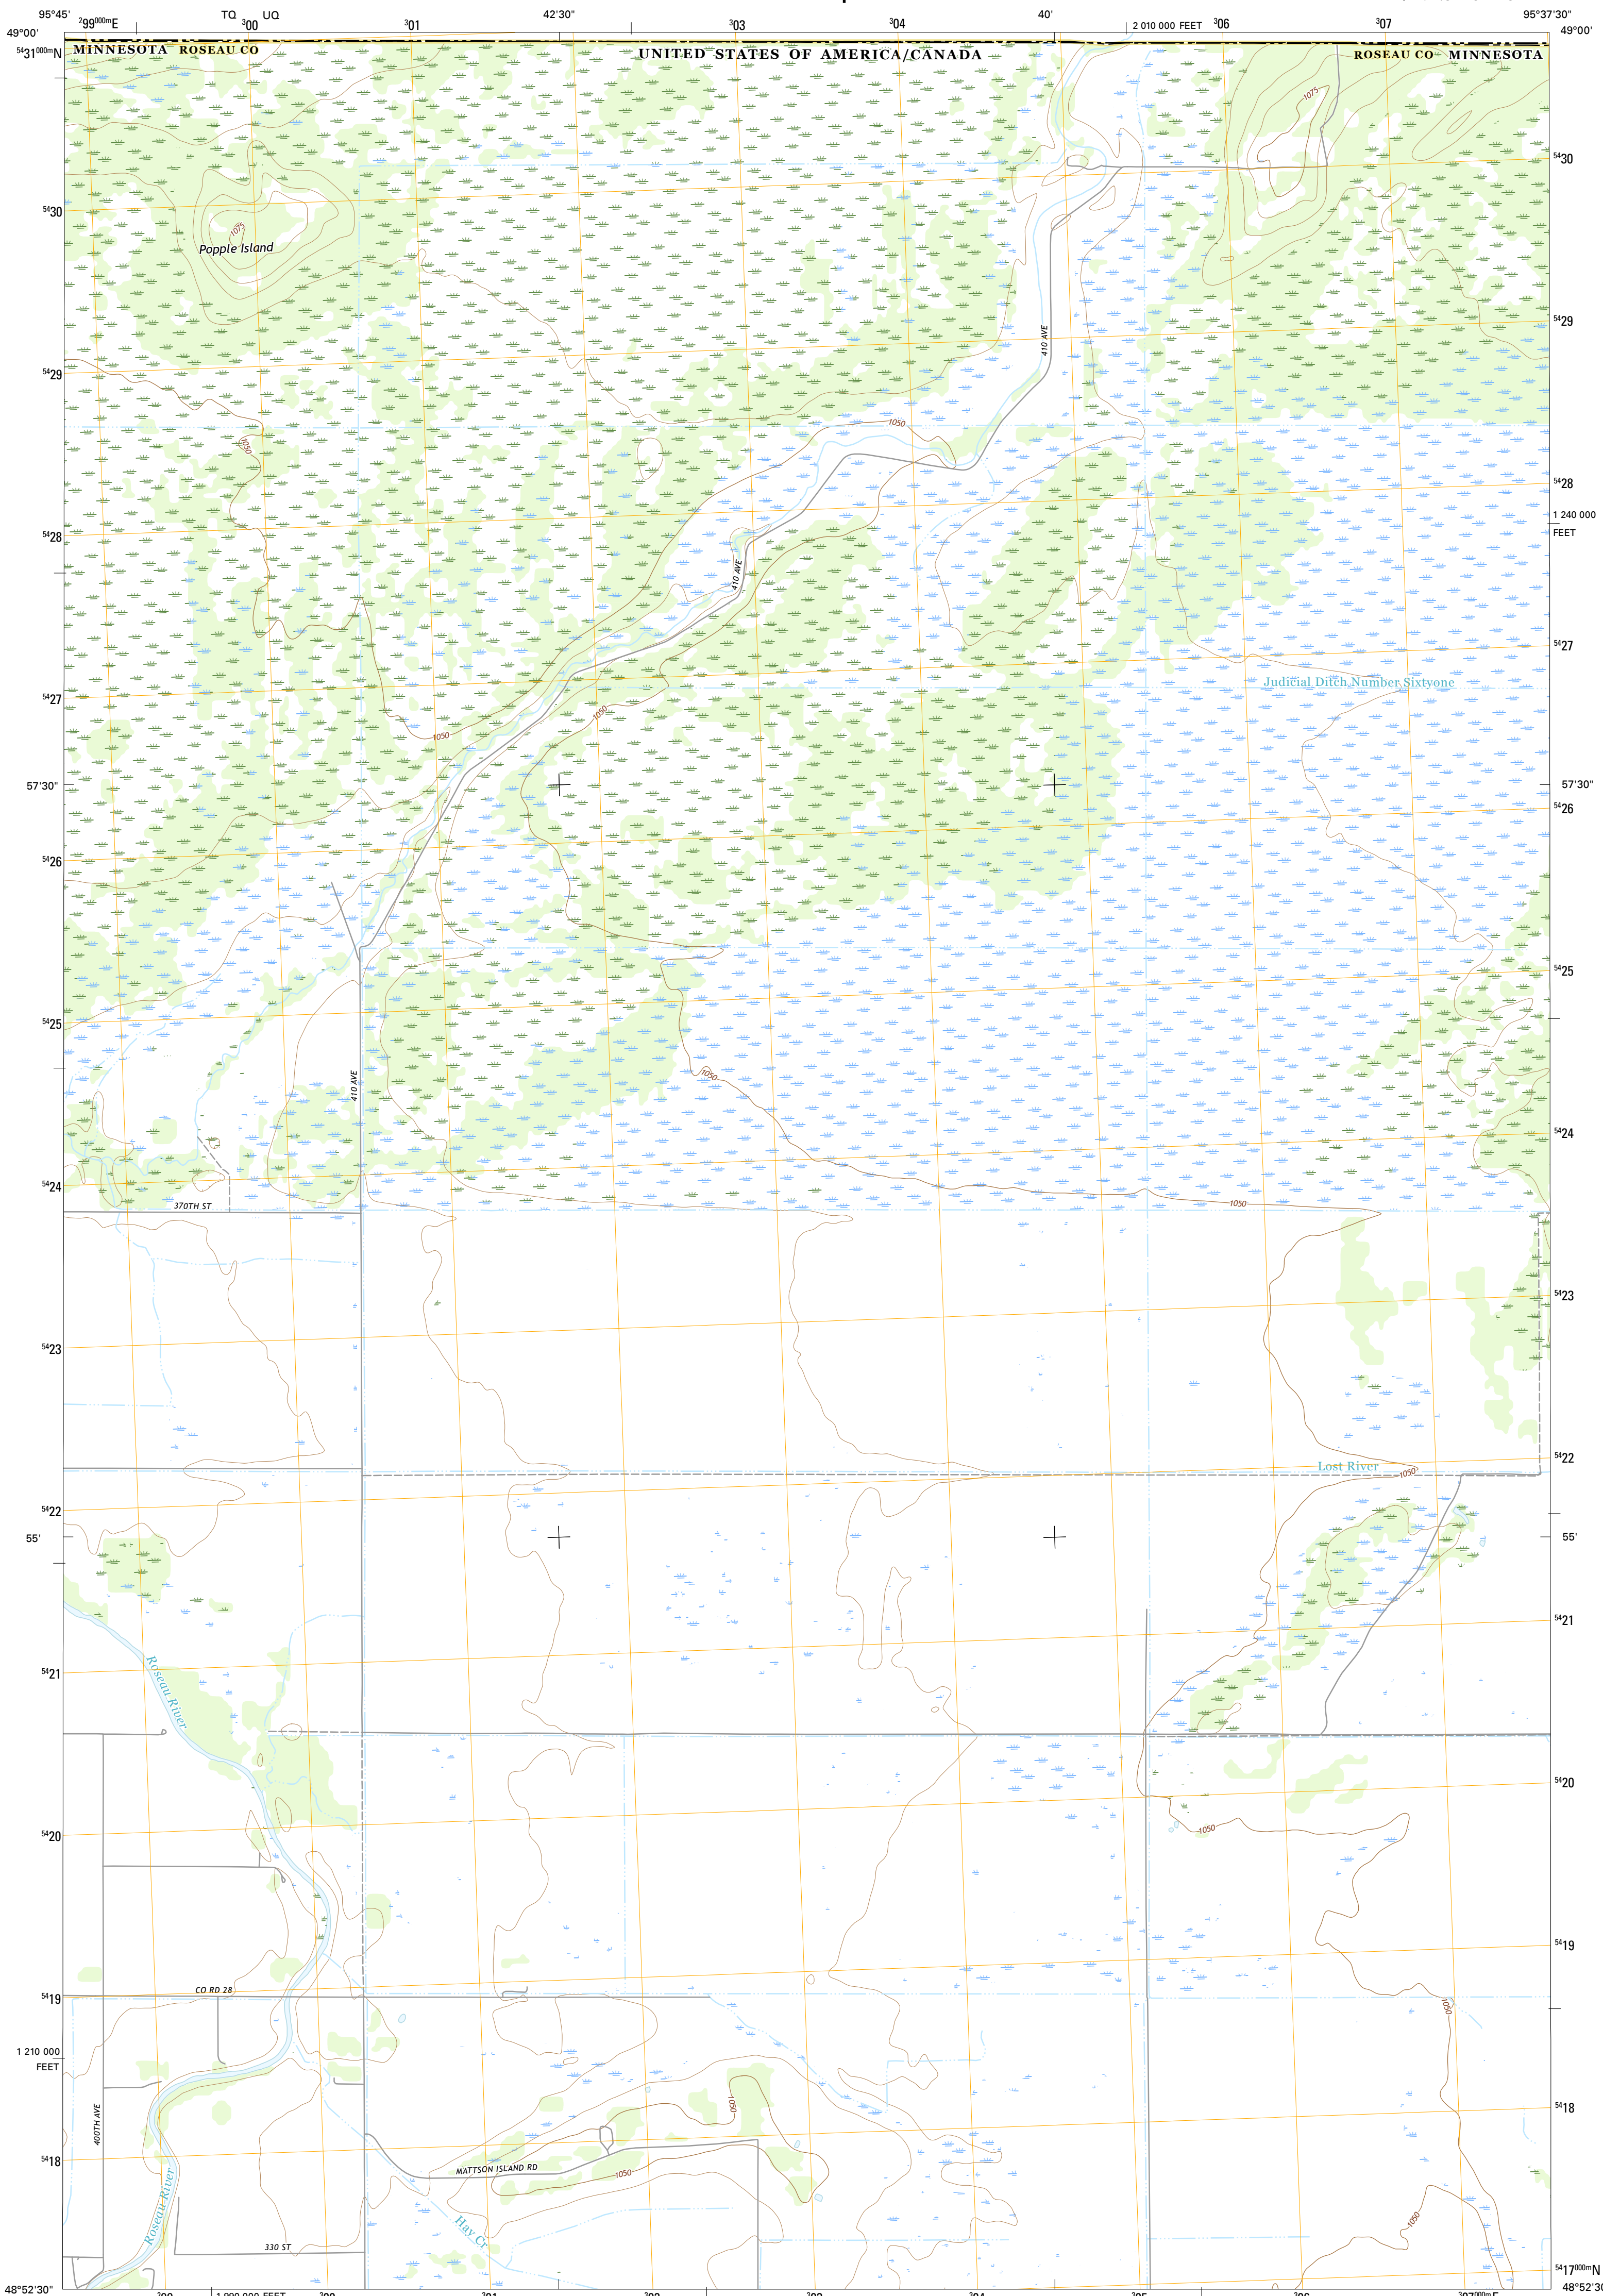 95°45'
²99⁰⁰⁰ᵐE
TQ UQ
³00
³01
42'30"
³03
³04
40'
2 010 000 FEET
³06
³07
95°37'30"
49°00'
49°00'
⁵⁴31⁰⁰⁰ᵐN
MINNESOTA ROSEAU CO
UNITED STATES OF AMERICA/CANADA
ROSEAU CO MINNESOTA
1075
⁵⁴30
⁵⁴30
1075
Popple Island
⁵⁴29
410 AVE
⁵⁴29
1050
1050
⁵⁴28
1 240 000
FEET
⁵⁴28
410 AVE
⁵⁴27
Judicial Ditch Number Sixtyone
⁵⁴27
1050
1050
57'30"
57'30"
⁵⁴26
⁵⁴26
⁵⁴25
⁵⁴25
1050
410 AVE
⁵⁴24
⁵⁴24
370TH ST
1050
⁵⁴23
⁵⁴23
⁵⁴22
Lost River
1050
⁵⁴22
55'
55'
⁵⁴21
⁵⁴21
Roseau River
⁵⁴20
1050
⁵⁴20
⁵⁴19
CO RD 28
⁵⁴19
1050
1 210 000
FEET
1050
⁵⁴18
400TH AVE
⁵⁴18
MATTSON ISLAND RD
1050
Roseau River
Hay Cr
1050
330 ST
⁵⁴17⁰⁰⁰ᵐN
48°52'30"
48°52'30"